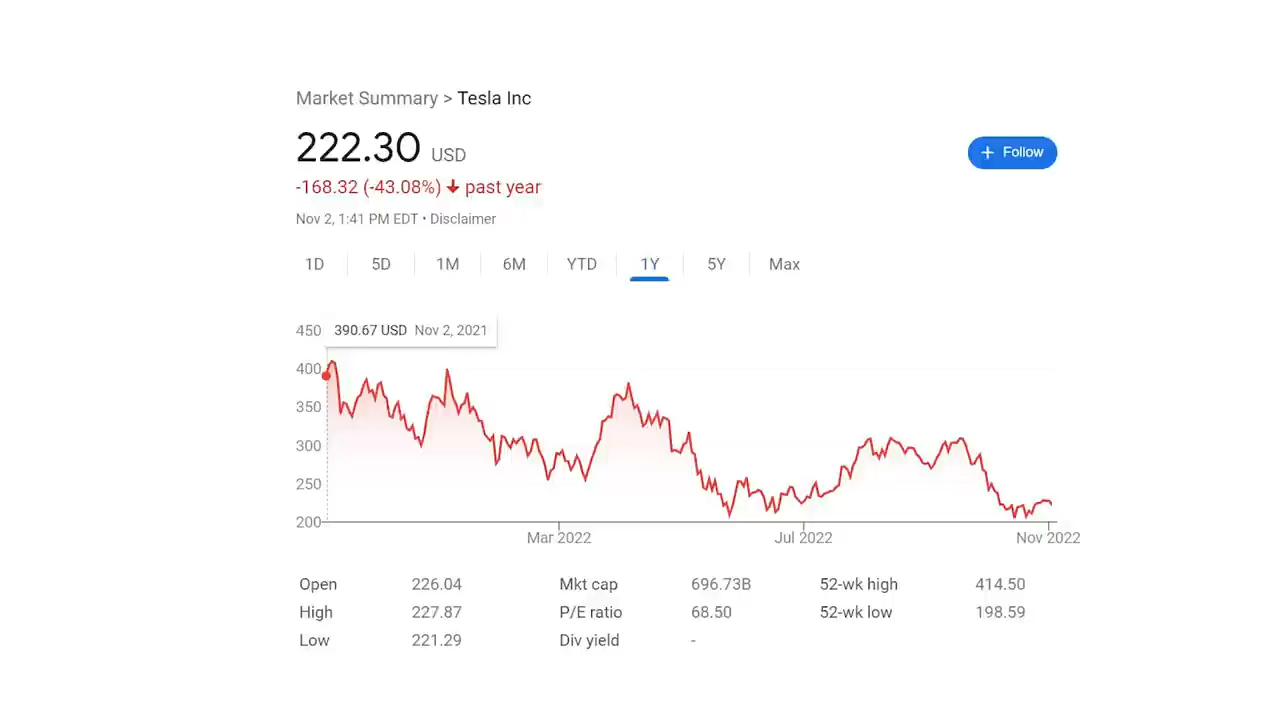 Market Summary > Tesla Inc
222.30 USD
+ Follow
-168.32 (-43.08%) ↓ past year
Nov 2, 1:41 PM EDT • Disclaimer
1D 5D 1M 6M YTD 1Y 5Y Max
450 390.67 USD Nov 2, 2021
400
350
300
250
200
Mar 2022 Jul 2022 Nov 2022
Open 226.04 Mkt cap 696.73B 52-wk high 414.50
High 227.87 P/E ratio 68.50 52-wk low 198.59
Low 221.29 Div yield -